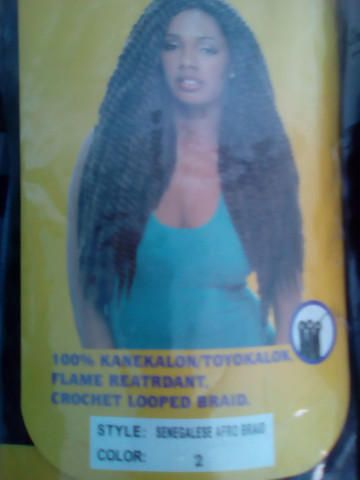 100% KANEKALON/TOYOKALON,
FLAME REATRDANT,
CROCHET LOOPED BRAID.
STYLE: SENEGALESE AFRO BRAID
COLOR: 2